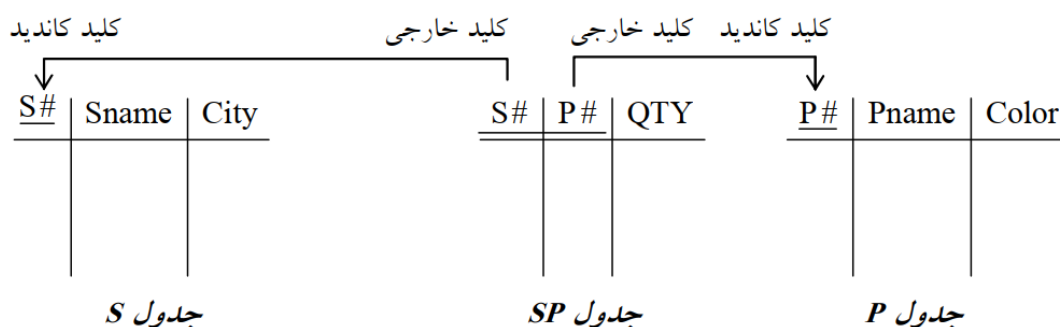 کلید کاندید کلید خارجی کلید خارجی کلید کاندید
S# Sname City S# P# QTY P# Pname Color
جدول S جدول SP جدول P